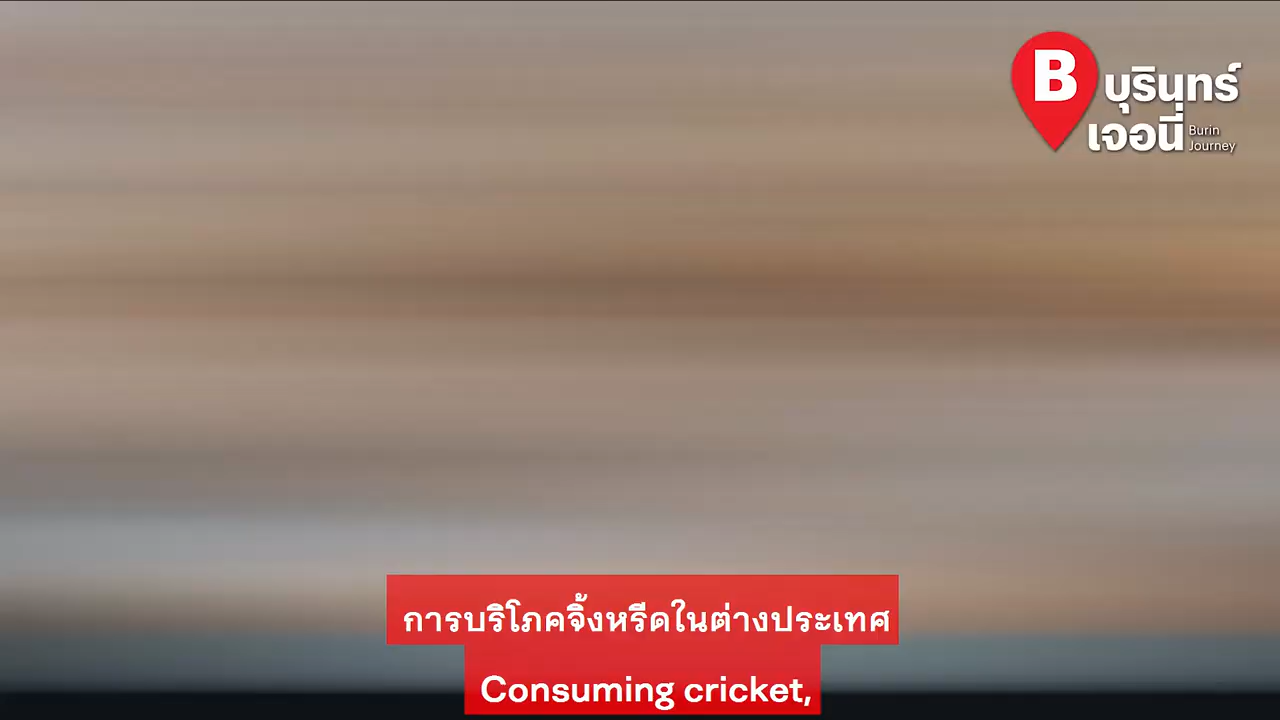 B
บุรินทร์
เจอนี่
Burin
Journey
การบริโภคจิ้งหรีดในต่างประเทศ
Consuming cricket,